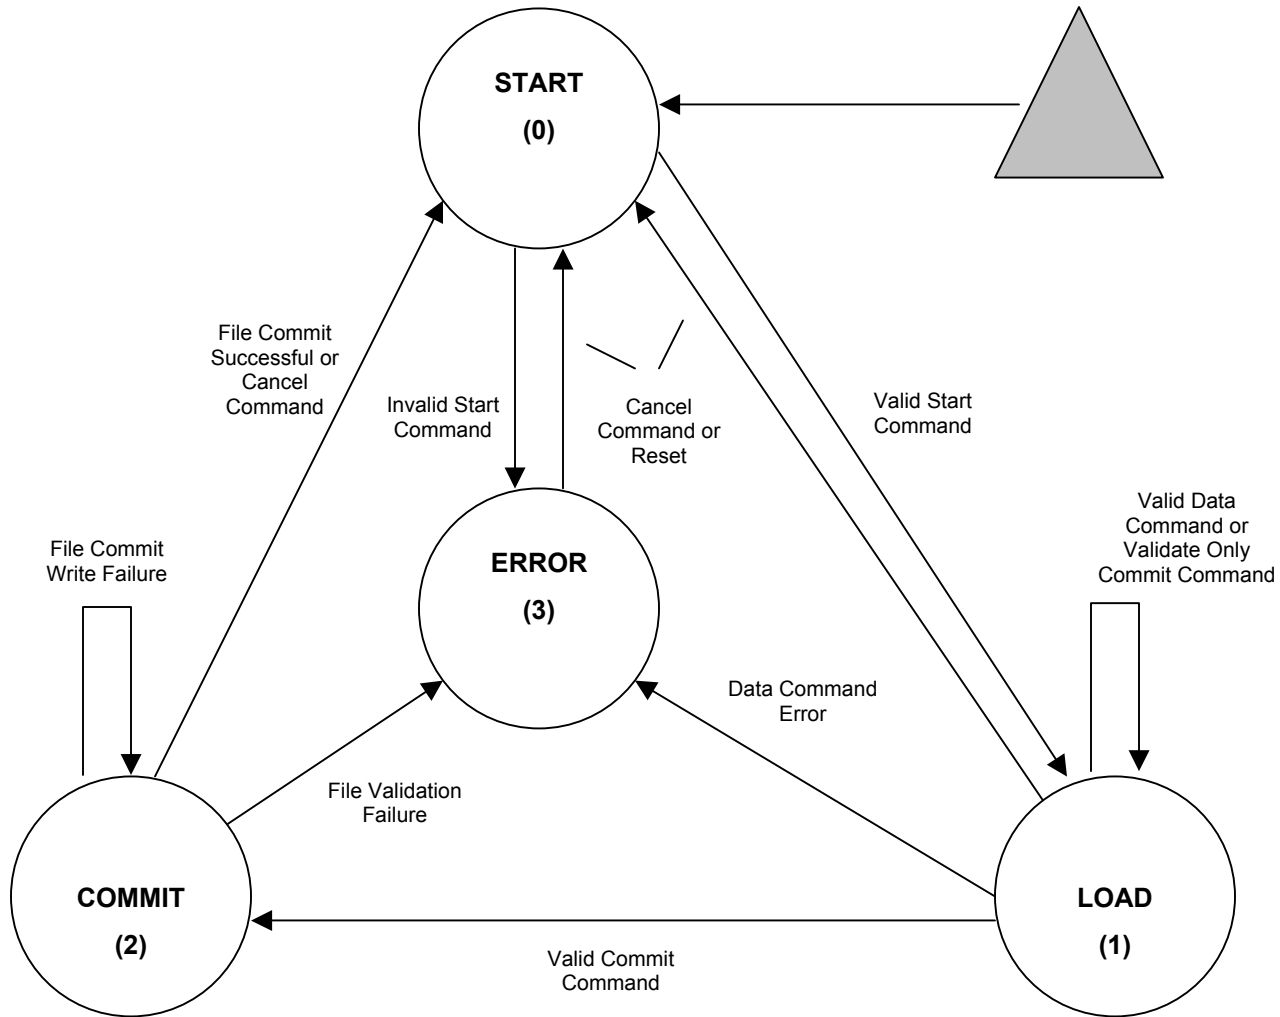 START
(0)
File Commit
Successful or
Cancel
Command
Invalid Start
Command
Cancel
Command or
Reset
Valid Start
Command
File Commit
Write Failure
ERROR
(3)
Valid Data
Command or
Validate Only
Commit Command
Data Command
Error
File Validation
Failure
COMMIT
(2)
LOAD
(1)
Valid Commit
Command